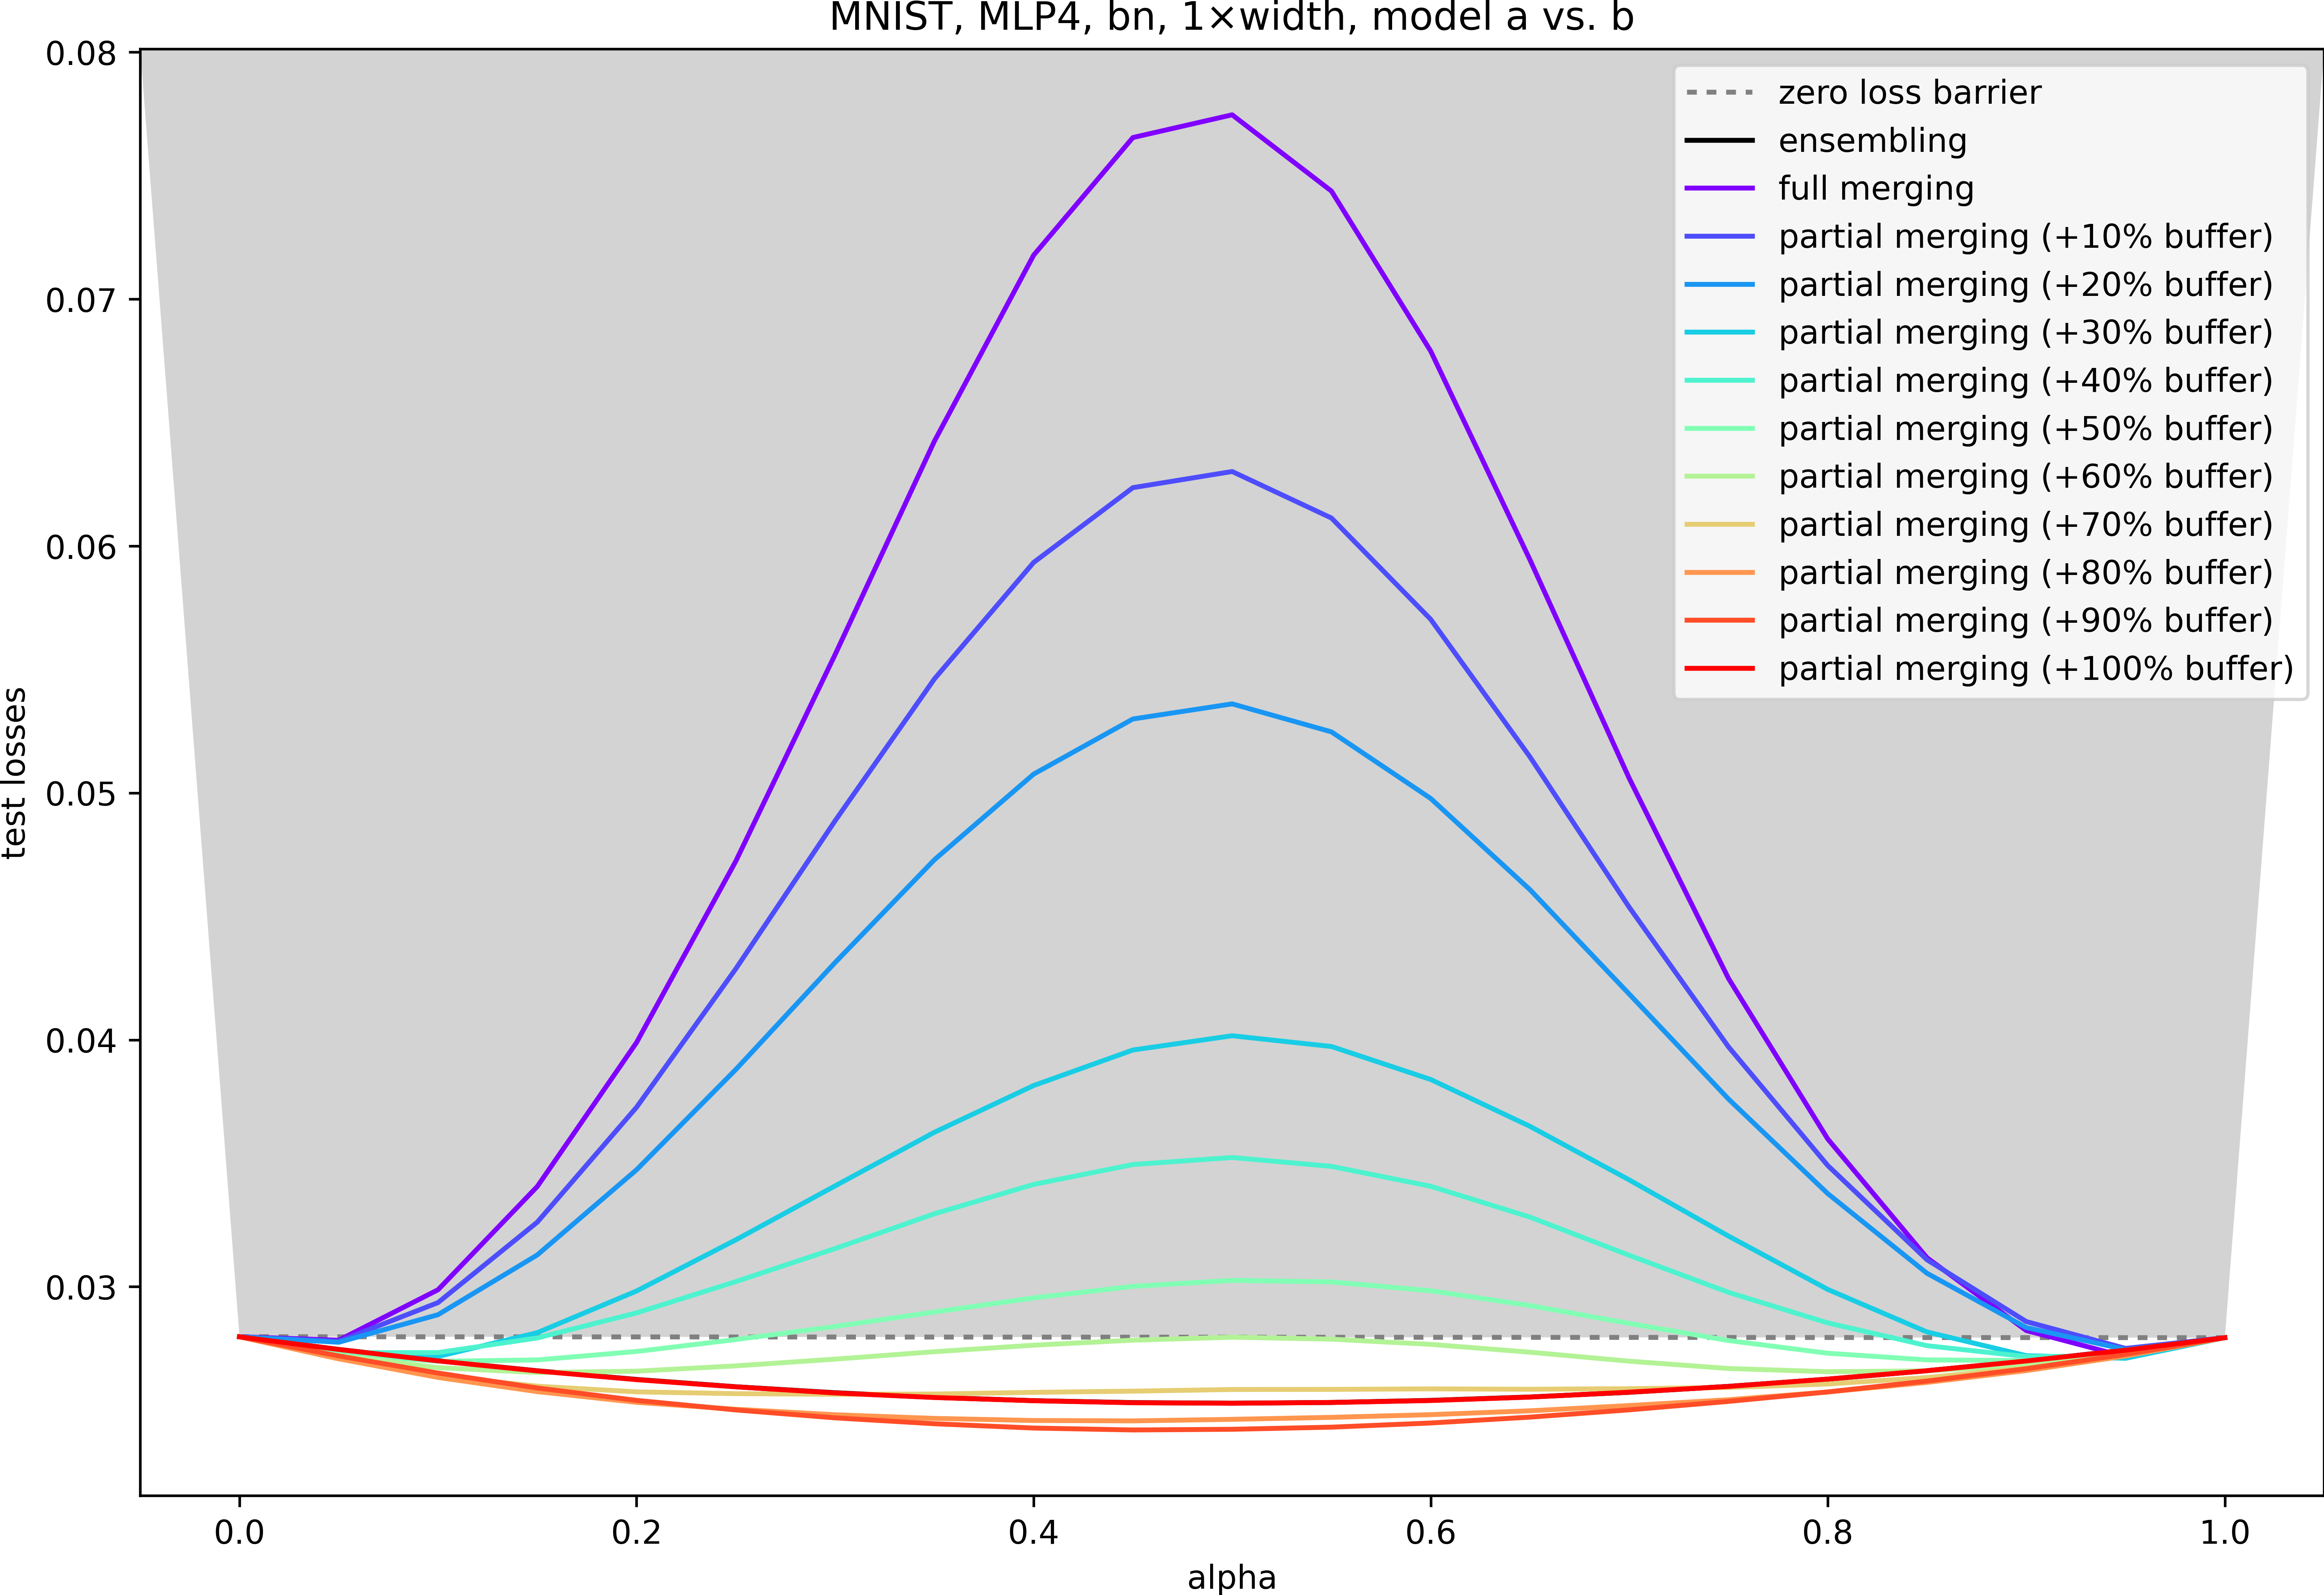 MNIST, MLP4, bn, 1×width, model a vs. b
0.08
0.07
0.06
0.05
0.04
0.03
test losses
zero loss barrier
ensembling
full merging
partial merging (+10% buffer)
partial merging (+20% buffer)
partial merging (+30% buffer)
partial merging (+40% buffer)
partial merging (+50% buffer)
partial merging (+60% buffer)
partial merging (+70% buffer)
partial merging (+80% buffer)
partial merging (+90% buffer)
partial merging (+100% buffer)
0.0 0.2 0.4 0.6 0.8 1.0
alpha